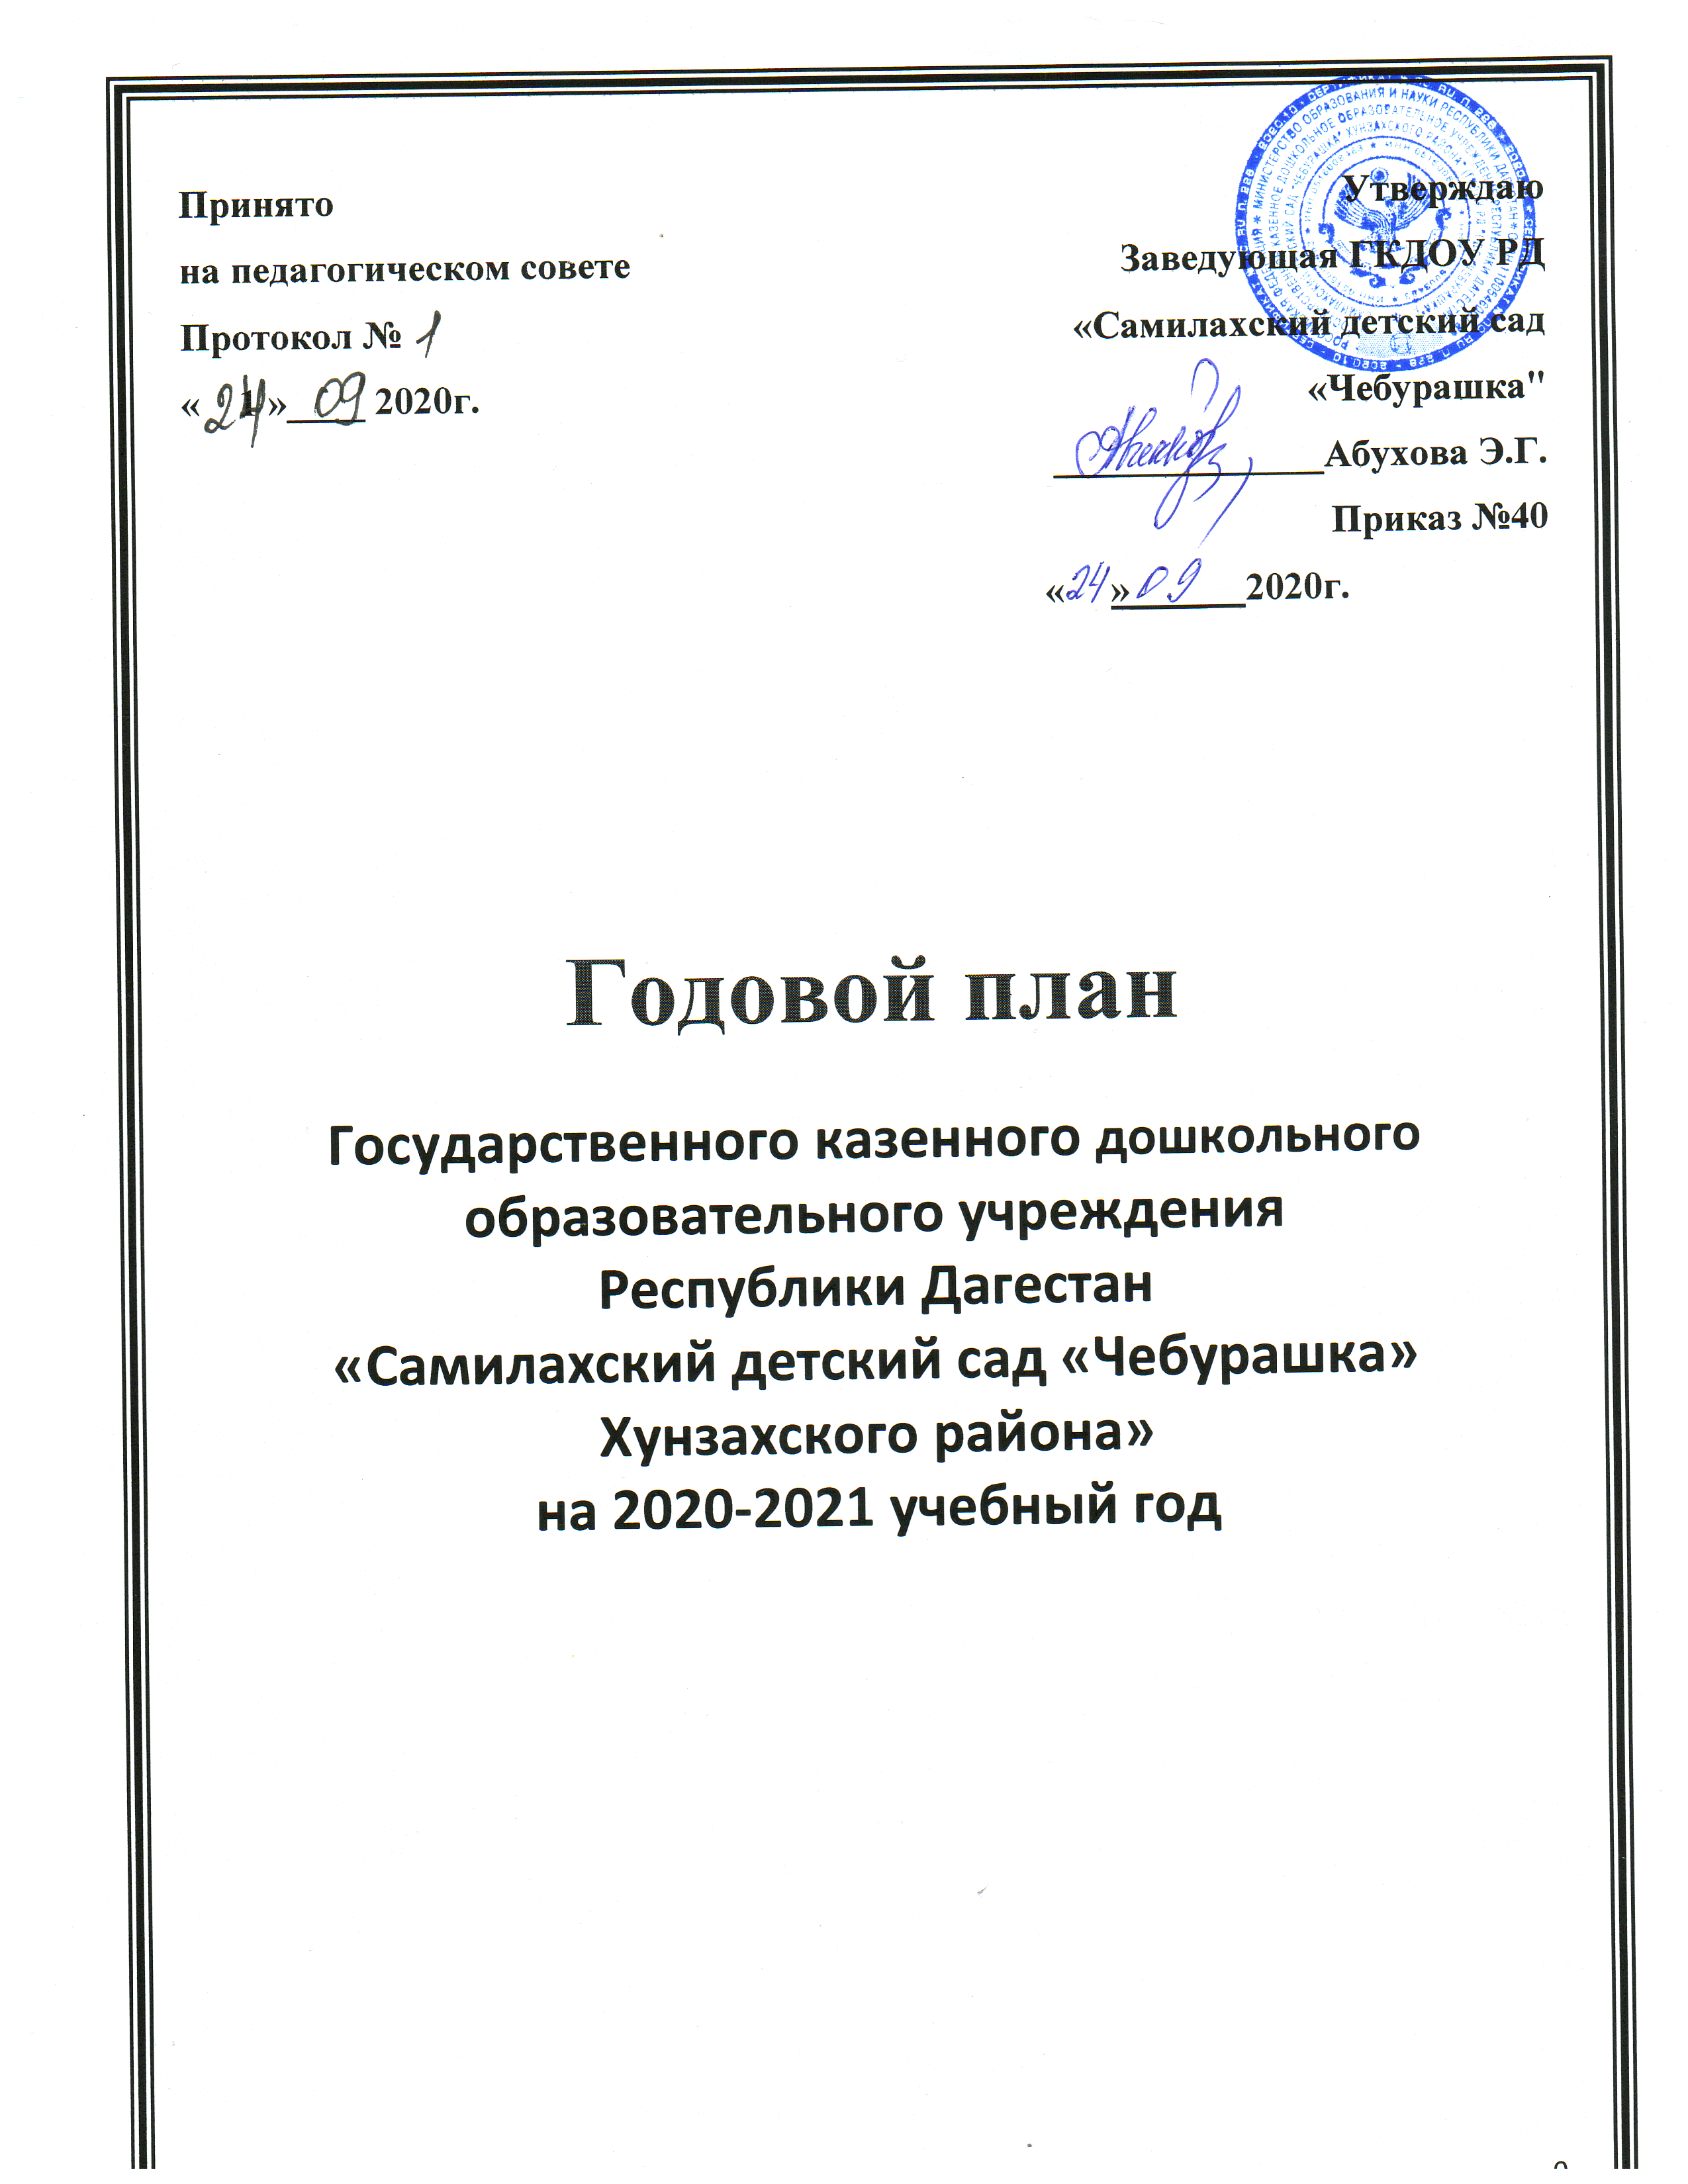 Принято
на педагогическом совете
Протокол № 1
«24» 09 2020г.
Утверждаю
Заведующая ГКДОУ РД
«Самилахский детский сад
«Чебурашка"
Абухова Э.Г.
Приказ №40
«24» 09 2020г.
Годовой план
Государственного казенного дошкольного
образовательного учреждения
Республики Дагестан
«Самилахский детский сад «Чебурашка»
Хунзахского района»
на 2020-2021 учебный год